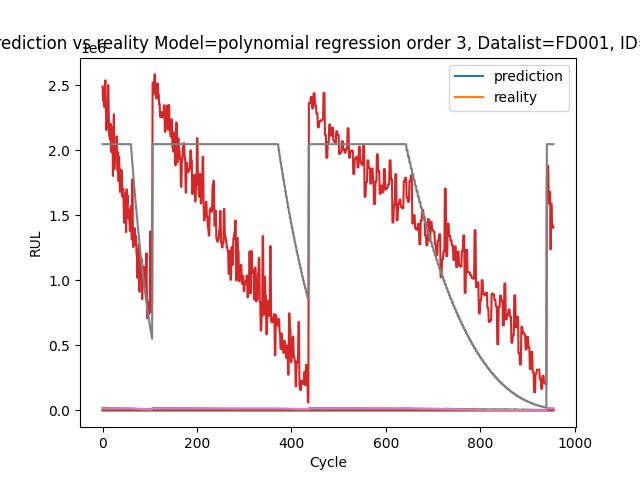 rediction vs reality Model=polynomial regression order 3, Datalist=FD001, ID=
1e6
prediction
reality
2.5
2.0
1.5
1.0
0.5
0.0
RUL
0 200 400 600 800 1000
Cycle